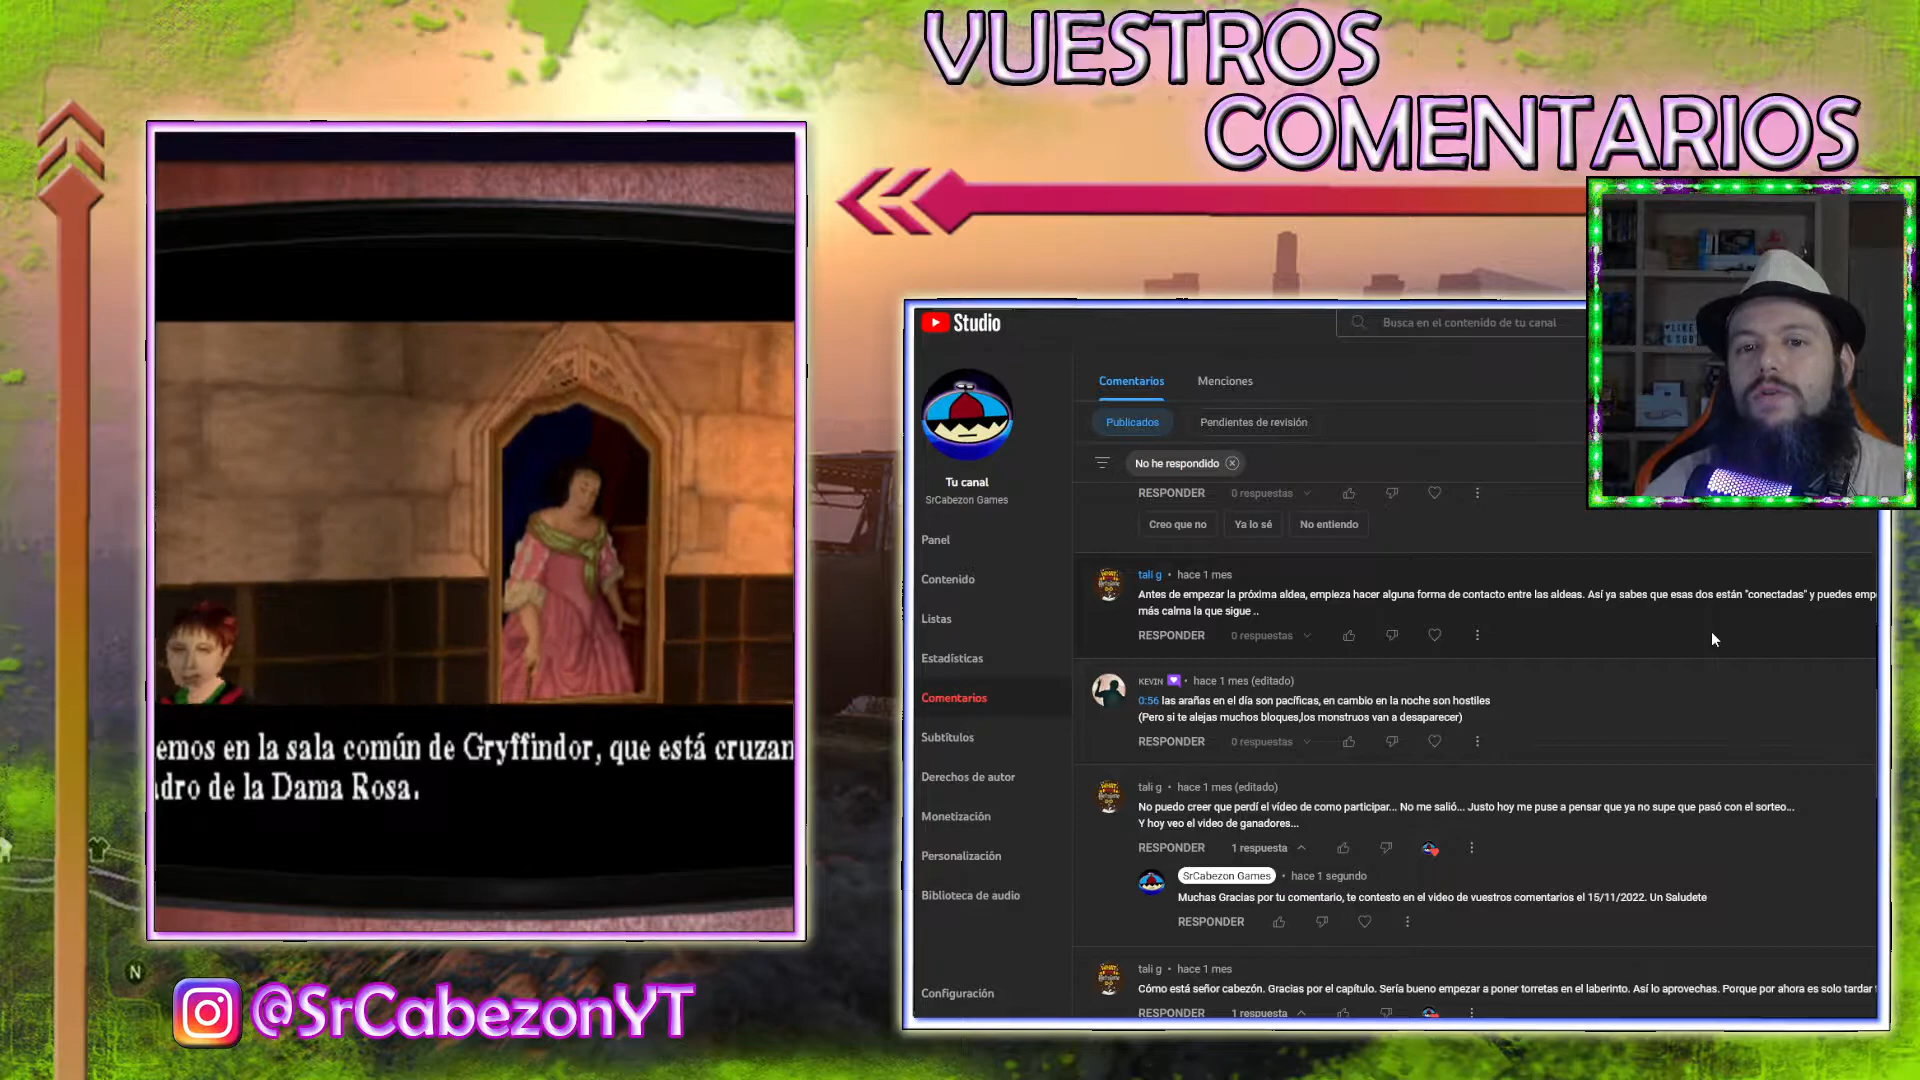 VUESTROS
COMENTARIOS
Studio
Busca en el contenido de tu canal
Comentarios
Menciones
Publicados
Pendientes de revisión
No he respondido
Tu canal
SrCabezon Games
Panel
Contenido
Listas
Estadísticas
Comentarios
Subtítulos
Derechos de autor
Monetización
Personalización
Biblioteca de audio
Configuración
RESPONDER 0 respuestas
Creo que no Ya lo sé No entiendo
tali g • hace 1 mes
Antes de empezar la próxima aldea, empieza hacer alguna forma de contacto entre las aldeas. Así ya sabes que esas dos están "conectadas" y puedes emp
más calma la que sigue ..
RESPONDER 0 respuestas
KEVIN • hace 1 mes (editado)
0:56 las arañas en el día son pacíficas, en cambio en la noche son hostiles
(Pero si te alejas muchos bloques,los monstruos van a desaparecer)
RESPONDER 0 respuestas
tali g • hace 1 mes (editado)
No puedo creer que perdí el vídeo de como participar... No me salió... Justo hoy me puse a pensar que ya no supe que pasó con el sorteo...
Y hoy veo el video de ganadores...
RESPONDER 1 respuesta
SrCabezon Games • hace 1 segundo
Muchas Gracias por tu comentario, te contesto en el video de vuestros comentarios el 15/11/2022. Un Saludete
RESPONDER
tali g • hace 1 mes
Cómo está señor cabezón. Gracias por el capítulo. Sería bueno empezar a poner torretas en el laberinto. Así lo aprovechas. Porque por ahora es solo tardar
RESPONDER 1 respuesta
emos en la sala común de Gryffindor, que está cruzan
adro de la Dama Rosa.
N
@SrCabezonYT